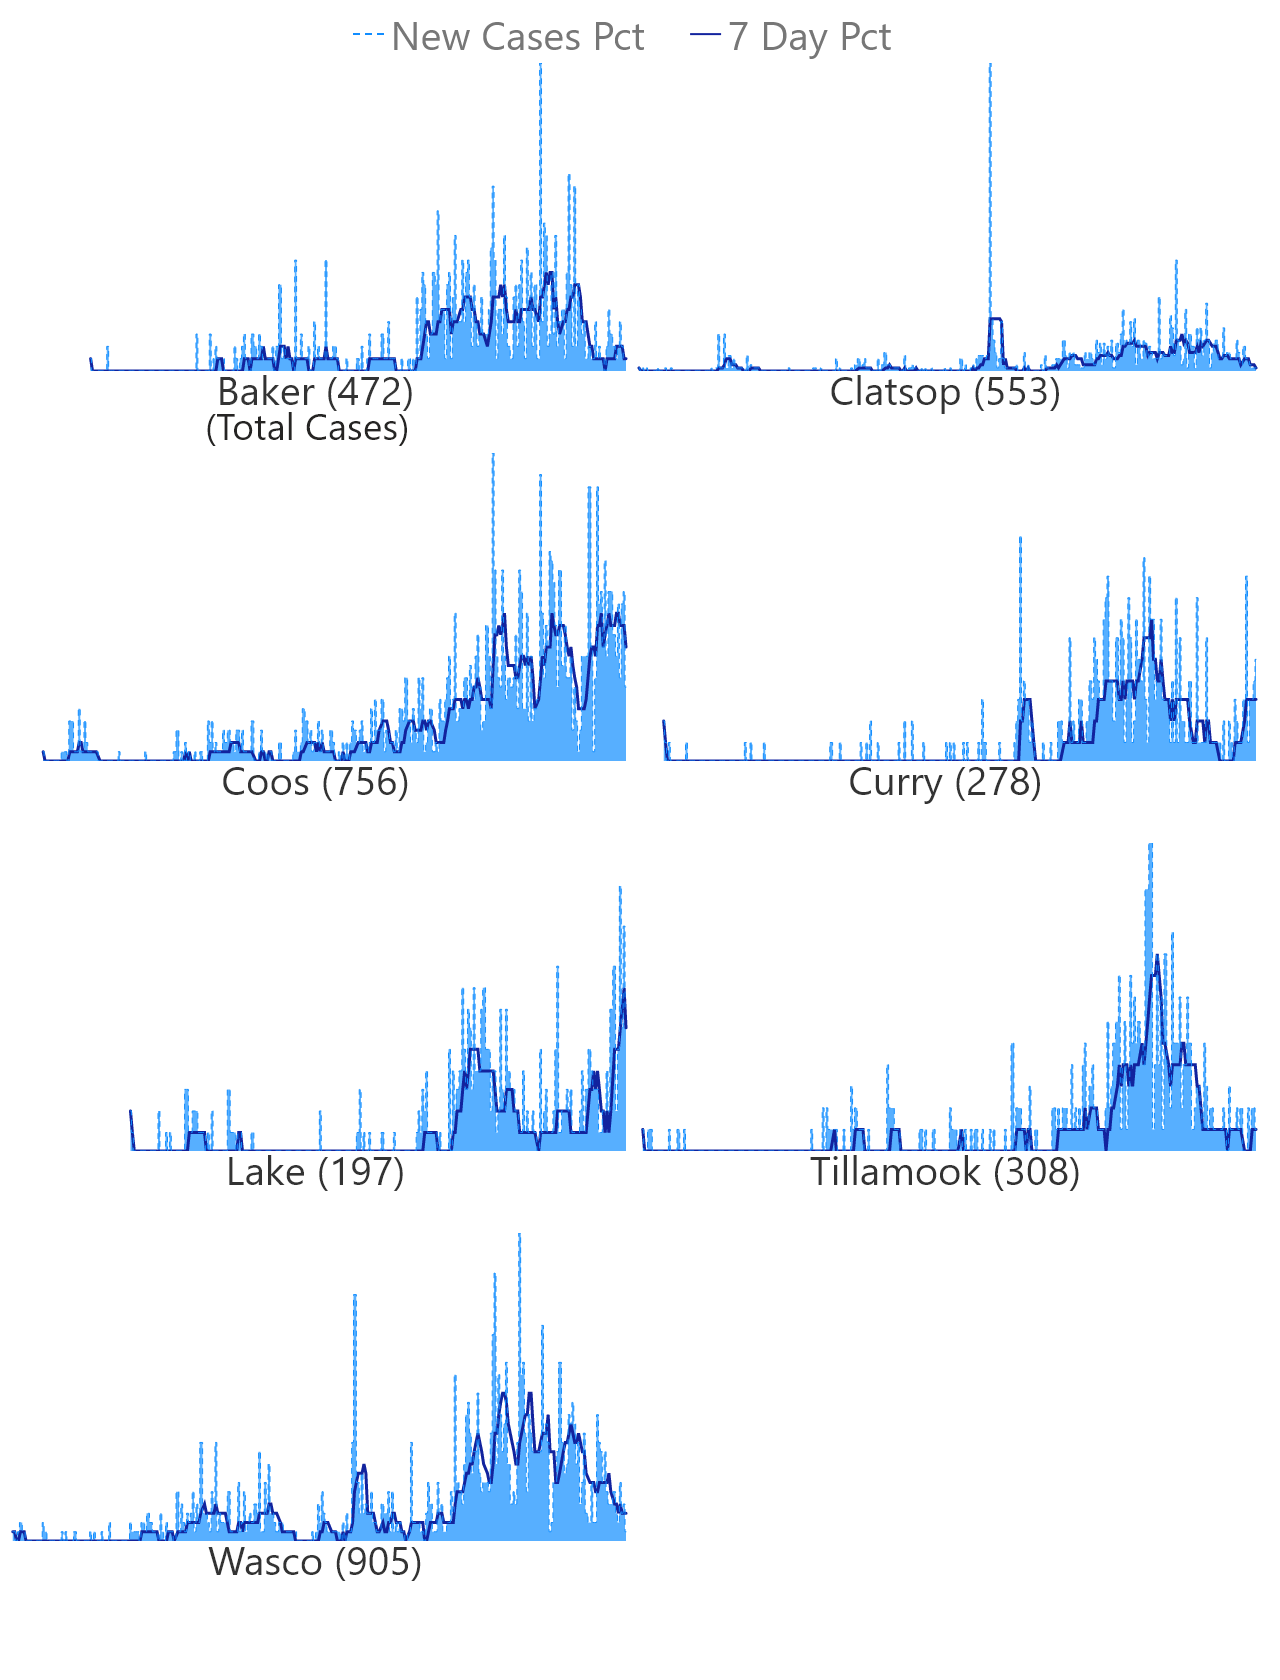 New Cases Pct 7 Day Pct
Baker (472)
(Total Cases)
Clatsop (553)
Coos (756)
Curry (278)
Lake (197)
Tillamook (308)
Wasco (905)